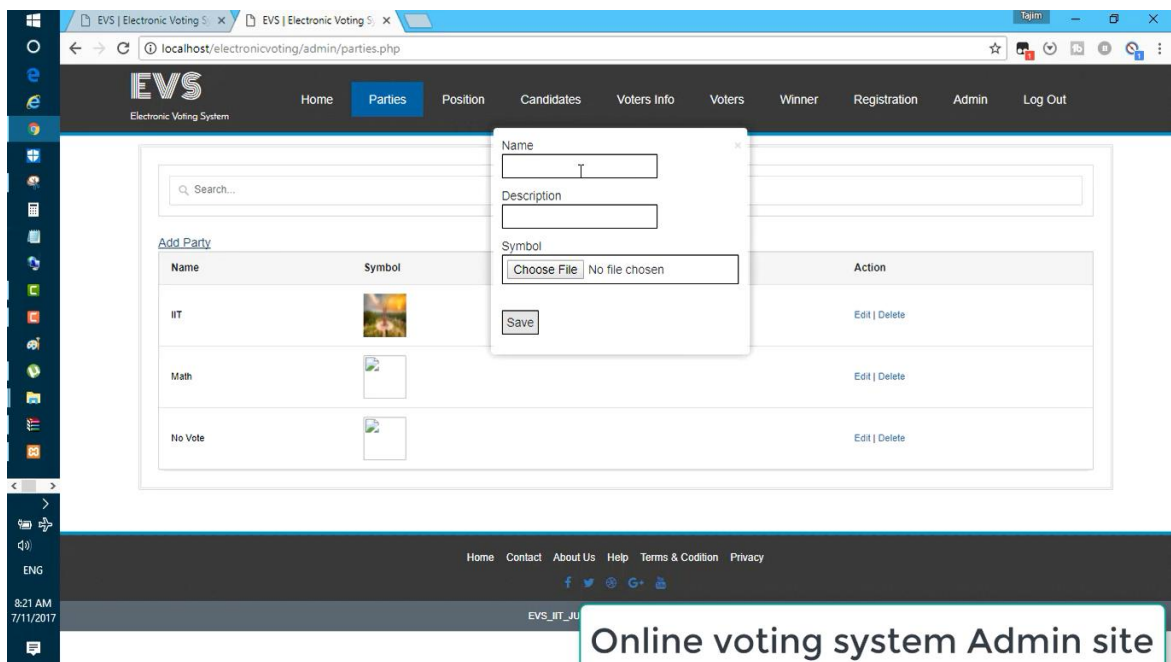 EVS | Electronic Voting S
EVS | Electronic Voting S
Tajim
localhost/electronicvoting/admin/parties.php
EVS
Electronic Voting System
Home Parties Position Candidates Voters Info Voters Winner Registration Admin Log Out
Name
Search...
Description
Add Party
Symbol
Choose File No file chosen
Name Symbol Action
Save
IIT Edit | Delete
Math Edit | Delete
No Vote Edit | Delete
ENG
8:21 AM
7/11/2017
Home Contact About Us Help Terms & Codition Privacy
EVS_IIT_JU
Online voting system Admin site